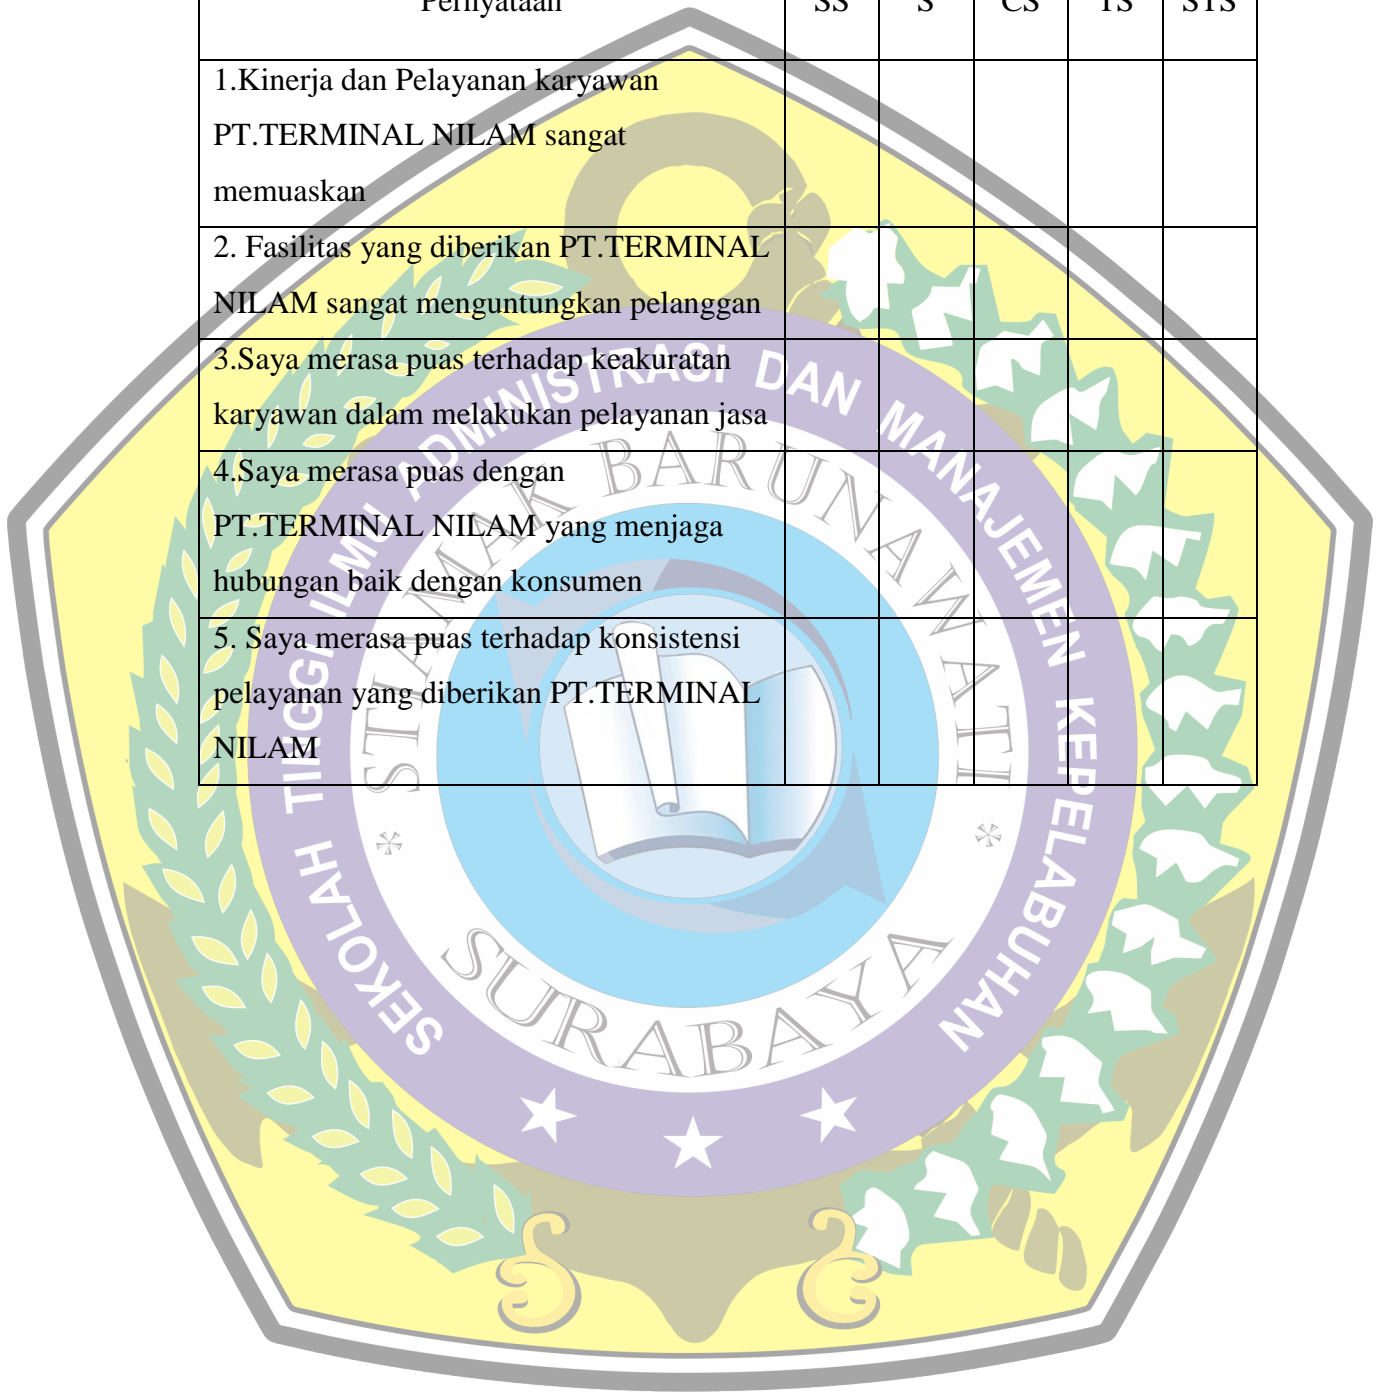 Pernyataan SS S CS TS STS
1.Kinerja dan Pelayanan karyawan
PT.TERMINAL NILAM sangat
memuaskan
2. Fasilitas yang diberikan PT.TERMINAL
NILAM sangat menguntungkan pelanggan
3.Saya merasa puas terhadap keakuratan
karyawan dalam melakukan pelayanan jasa
4.Saya merasa puas dengan
PT.TERMINAL NILAM yang menjaga
hubungan baik dengan konsumen
5. Saya merasa puas terhadap konsistensi
pelayanan yang diberikan PT.TERMINAL
NILAM
SEKOLAH TINGGI ILMU ADMINISTRASI DAN MANAJEMEN KEPELABUHAN
STIAMAK BARUNAWATI
SURABAYA